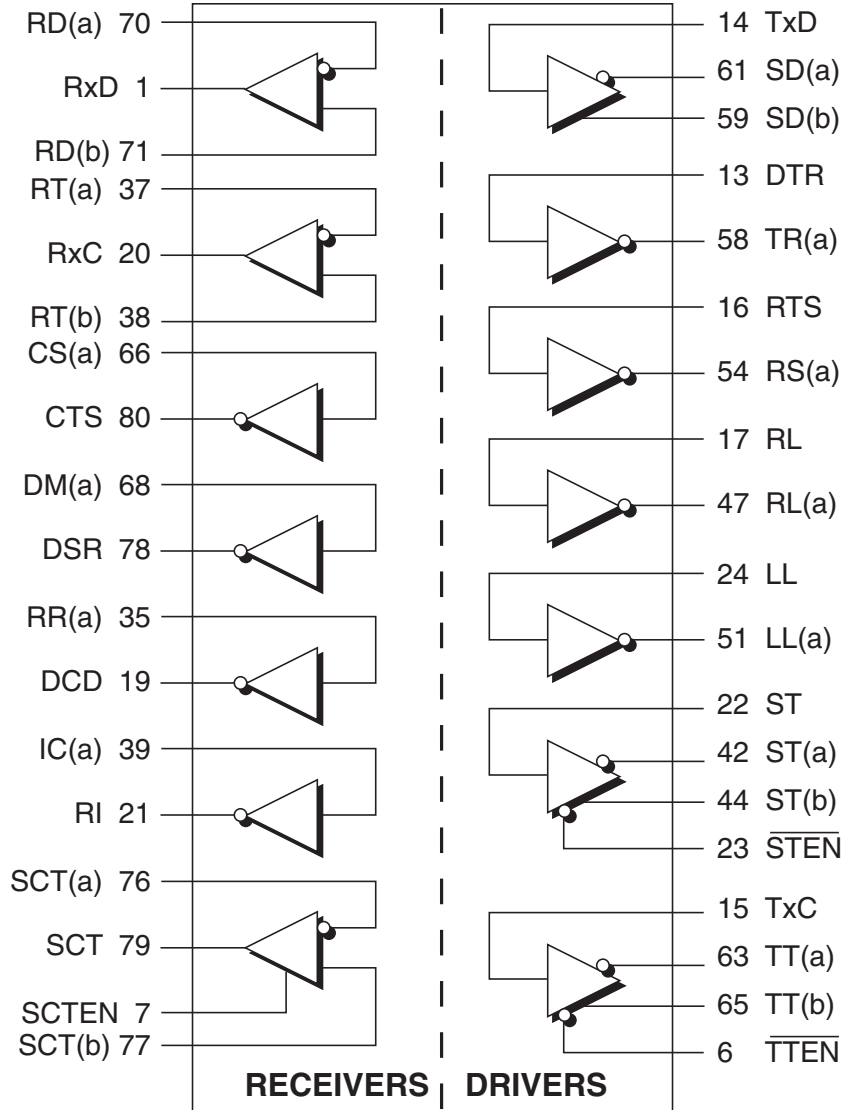 RD(a) 70
RxD 1
RD(b) 71
RT(a) 37
RxC 20
RT(b) 38
CS(a) 66
CTS 80
DM(a) 68
DSR 78
RR(a) 35
DCD 19
IC(a) 39
RI 21
SCT(a) 76
SCT 79
SCTEN 7
SCT(b) 77
RECEIVERS
14 TxD
61 SD(a)
59 SD(b)
13 DTR
58 TR(a)
16 RTS
54 RS(a)
17 RL
47 RL(a)
24 LL
51 LL(a)
22 ST
42 ST(a)
44 ST(b)
23 S̅T̅E̅N̅
15 TxC
63 TT(a)
65 TT(b)
6 T̅T̅E̅N̅
DRIVERS